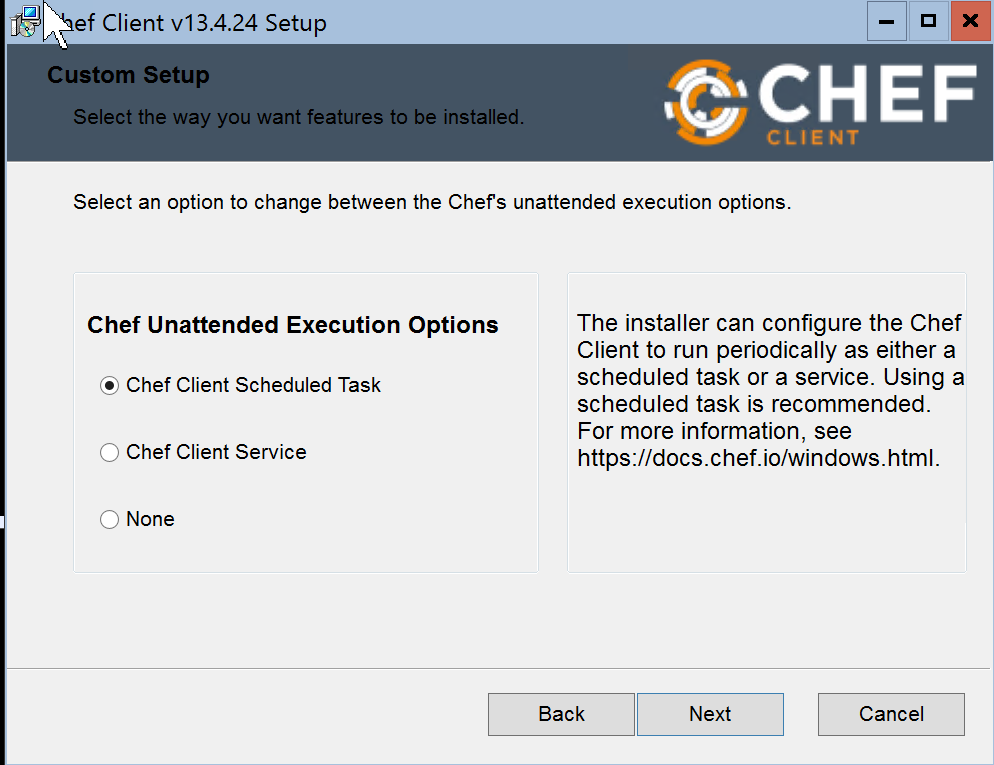 hef Client v13.4.24 Setup
Custom Setup
Select the way you want features to be installed.
CHEF
CLIENT
Select an option to change between the Chef's unattended execution options.
Chef Unattended Execution Options
Chef Client Scheduled Task
Chef Client Service
None
The installer can configure the Chef
Client to run periodically as either a
scheduled task or a service. Using a
scheduled task is recommended.
For more information, see
https://docs.chef.io/windows.html.
Back
Next
Cancel